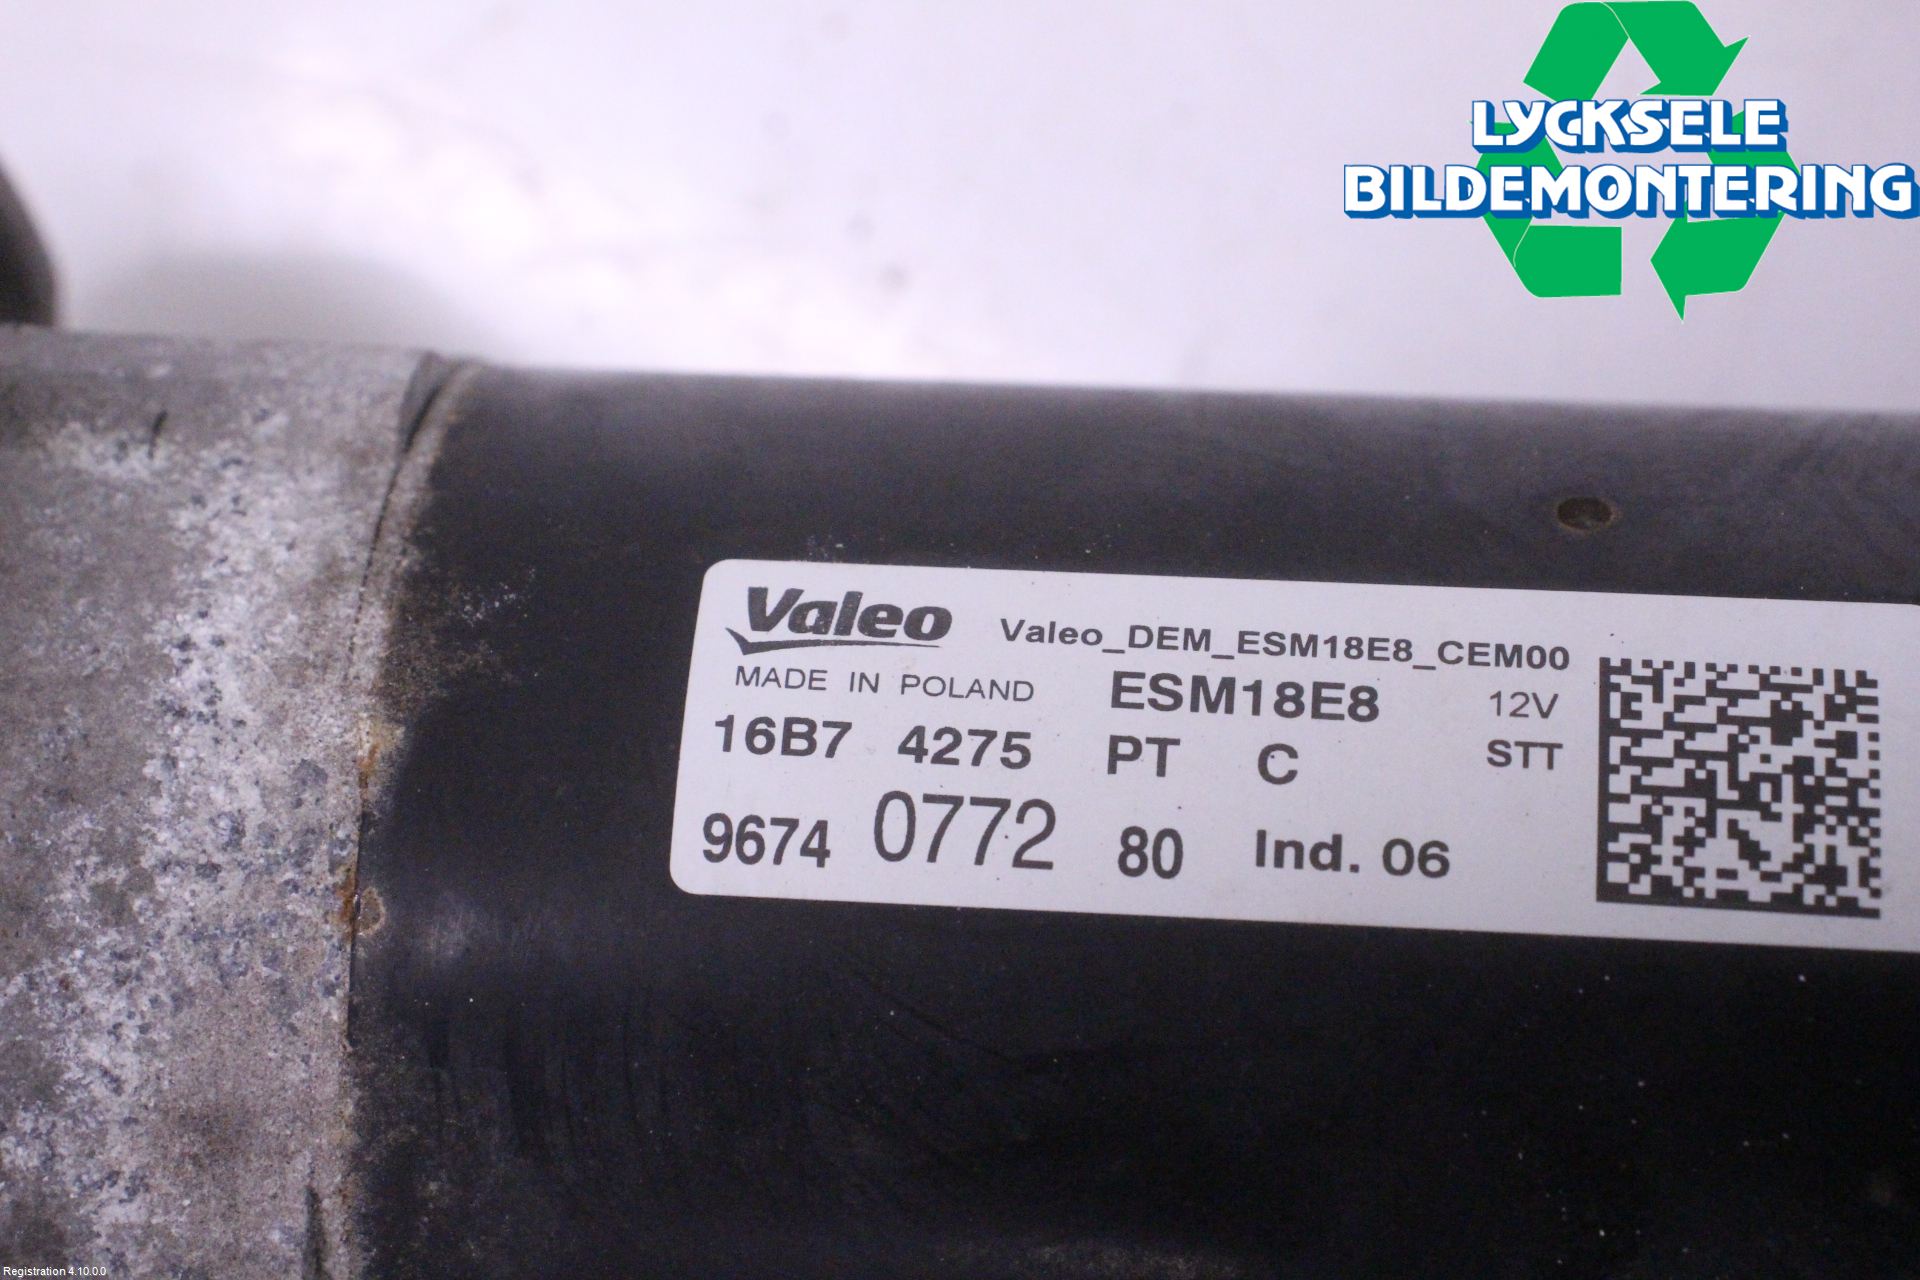 LYCKSELE
BILDEMONTERING
Valeo Valeo_DEM_ESM18E8_CEM00
MADE IN POLAND ESM18E8 12V
16B7 4275 PT C STT
9674 0772 80 Ind. 06
Registration 4.10.0.0